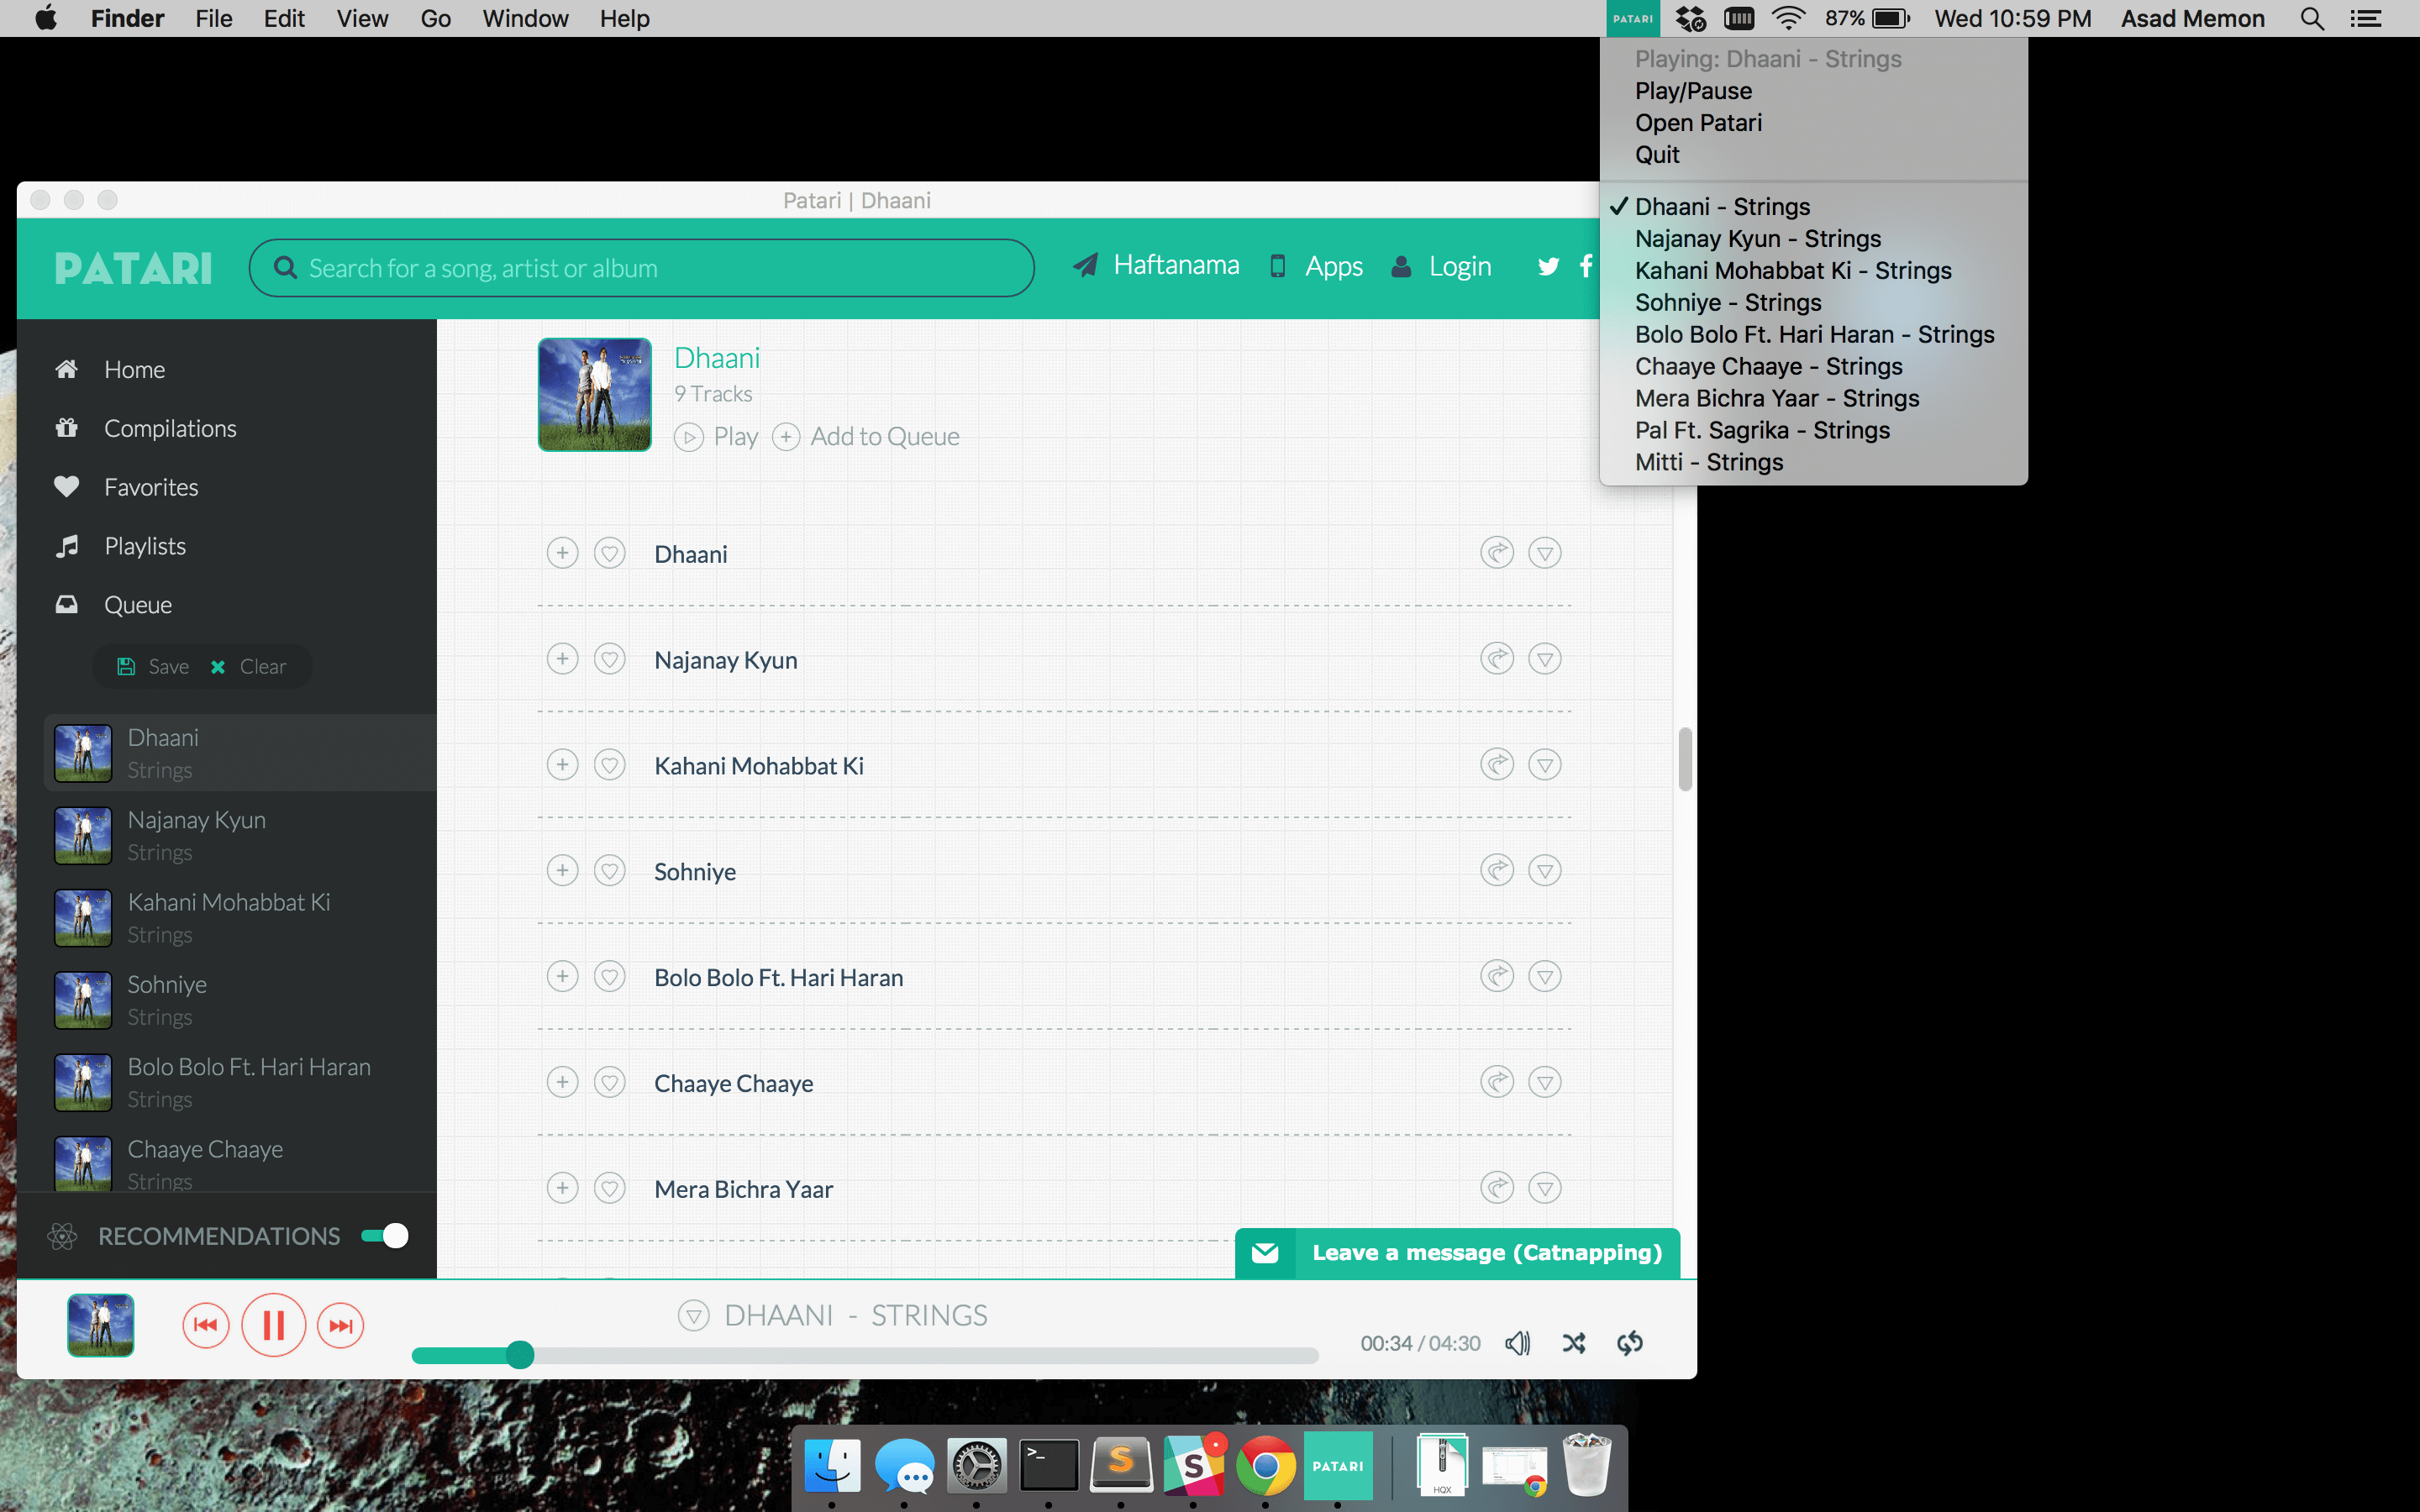 Finder File Edit View Go Window Help
PATARI 87% Wed 10:59 PM Asad Memon
Playing: Dhaani - Strings
Play/Pause
Open Patari
Quit
Dhaani - Strings
Najanay Kyun - Strings
Kahani Mohabbat Ki - Strings
Sohniye - Strings
Bolo Bolo Ft. Hari Haran - Strings
Chaaye Chaaye - Strings
Mera Bichra Yaar - Strings
Pal Ft. Sagrika - Strings
Mitti - Strings
Patari | Dhaani
PATARI
Search for a song, artist or album
Haftanama Apps Login
Home
Compilations
Favorites
Playlists
Queue
Save Clear
Dhaani
Strings
Najanay Kyun
Strings
Kahani Mohabbat Ki
Strings
Sohniye
Strings
Bolo Bolo Ft. Hari Haran
Strings
Chaaye Chaaye
Strings
RECOMMENDATIONS
Dhaani
9 Tracks
Play Add to Queue
Dhaani
Najanay Kyun
Kahani Mohabbat Ki
Sohniye
Bolo Bolo Ft. Hari Haran
Chaaye Chaaye
Mera Bichra Yaar
Leave a message (Catnapping)
DHAANI - STRINGS
00:34 / 04:30
PATARI
HQX